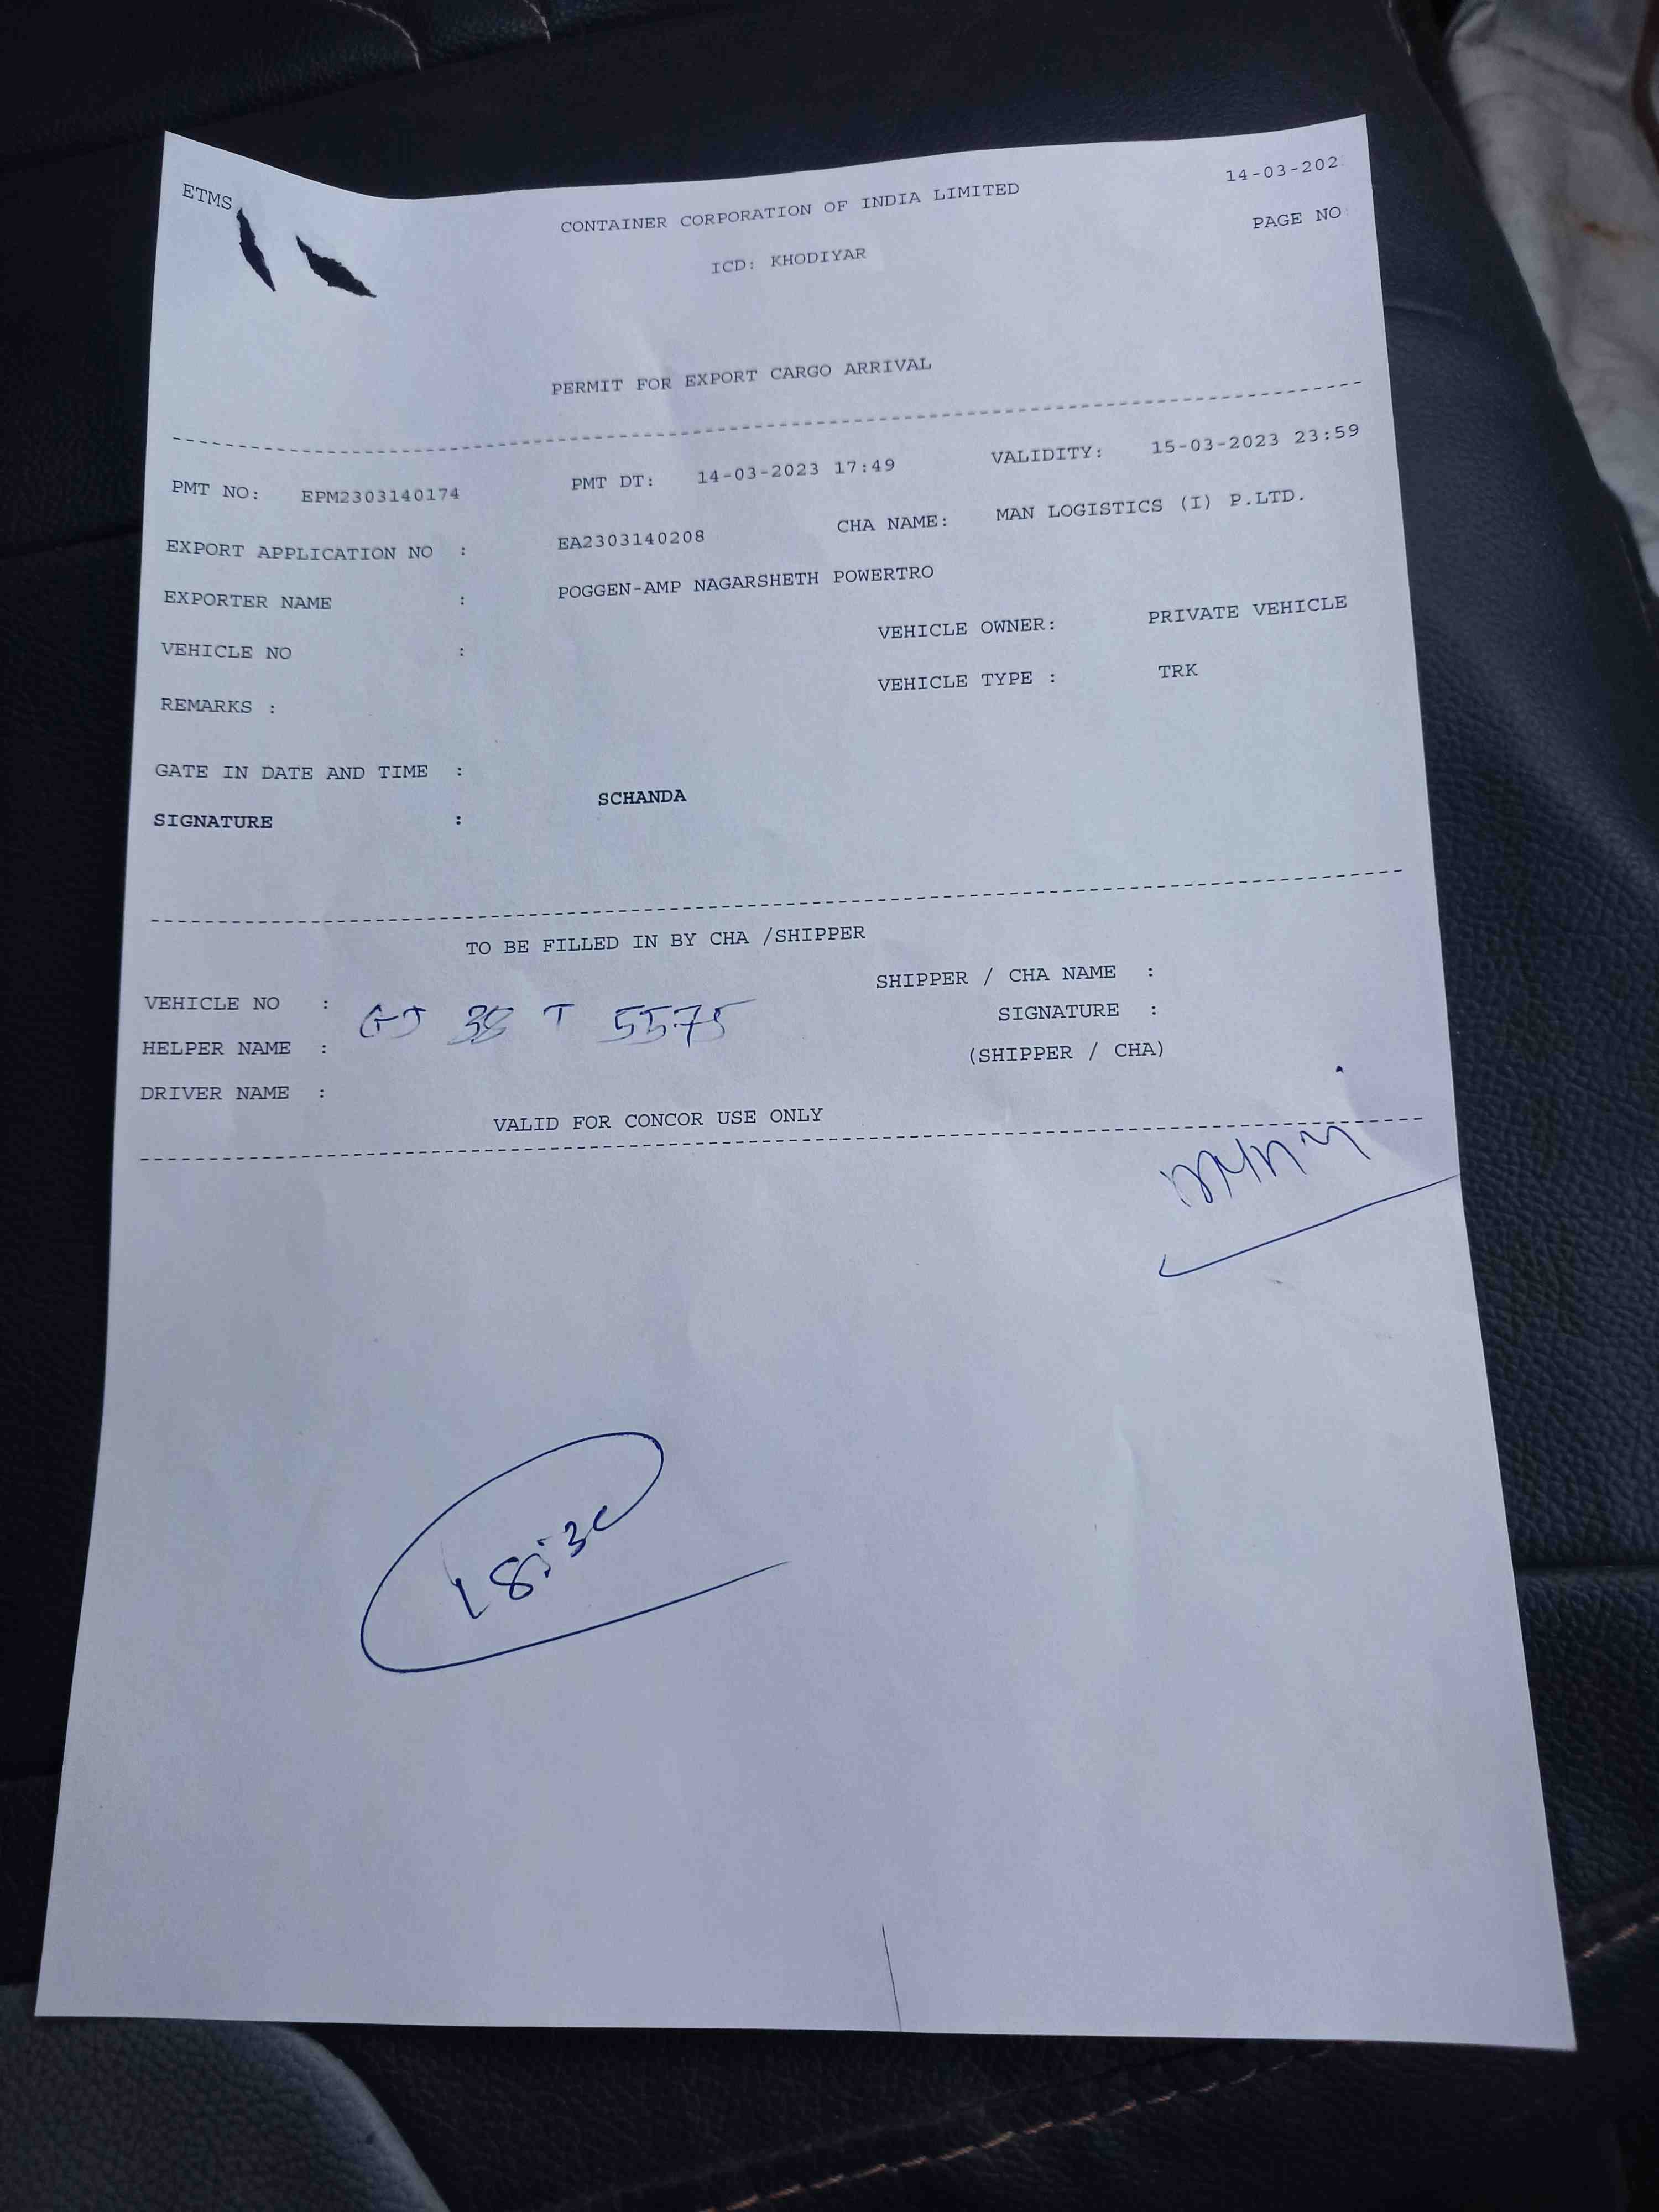 ETMS 14-03-202
CONTAINER CORPORATION OF INDIA LIMITED
PAGE NO
ICD: KHODIYAR
PERMIT FOR EXPORT CARGO ARRIVAL
PMT NO: EPM2303140174 PMT DT: 14-03-2023 17:49 VALIDITY: 15-03-2023 23:59
EXPORT APPLICATION NO : EA2303140208 CHA NAME: MAN LOGISTICS (I) P.LTD.
EXPORTER NAME : POGGEN-AMP NAGARSHETH POWERTRO
VEHICLE NO : VEHICLE OWNER: PRIVATE VEHICLE
REMARKS : VEHICLE TYPE : TRK
GATE IN DATE AND TIME :
SIGNATURE : SCHANDA
TO BE FILLED IN BY CHA /SHIPPER
VEHICLE NO : GJ 38 T 5575 SHIPPER / CHA NAME :
HELPER NAME : SIGNATURE :
DRIVER NAME : (SHIPPER / CHA)
VALID FOR CONCOR USE ONLY